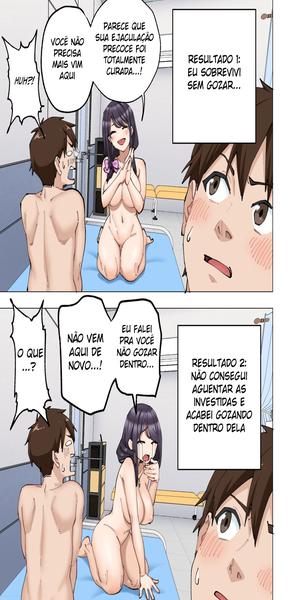 RESULTADO 1:
EU SOBREVIVI
SEM GOZAR...
PARECE QUE
SUA EJACULAÇÃO
PRECOCE FOI
TOTALMENTE
CURADA...!
VOCÊ NÃO
PRECISA
MAIS VIM
AQUI
HUH?!
RESULTADO 2:
NÃO CONSEGUI
AGUENTAR AS
INVESTIDAS E
ACABEI GOZANDO
DENTRO DELA
EU FALEI
PRA VOCÊ
NÃO GOZAR
DENTRO...
NÃO VEM
AQUI DE
NOVO...!
O QUE
...?